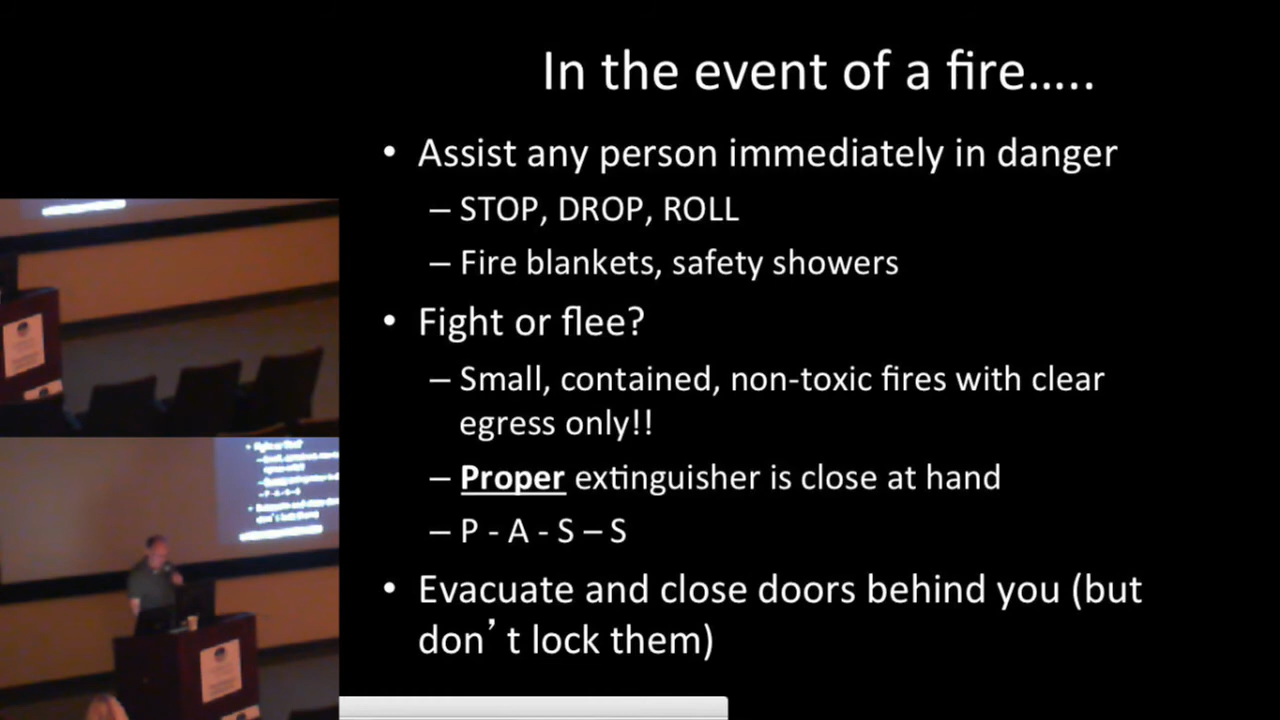 In the event of a fire.....
• Assist any person immediately in danger
– STOP, DROP, ROLL
– Fire blankets, safety showers
• Fight or flee?
– Small, contained, non-toxic fires with clear
egress only!!
– Proper extinguisher is close at hand
– P - A - S – S
• Evacuate and close doors behind you (but
don’ t lock them)